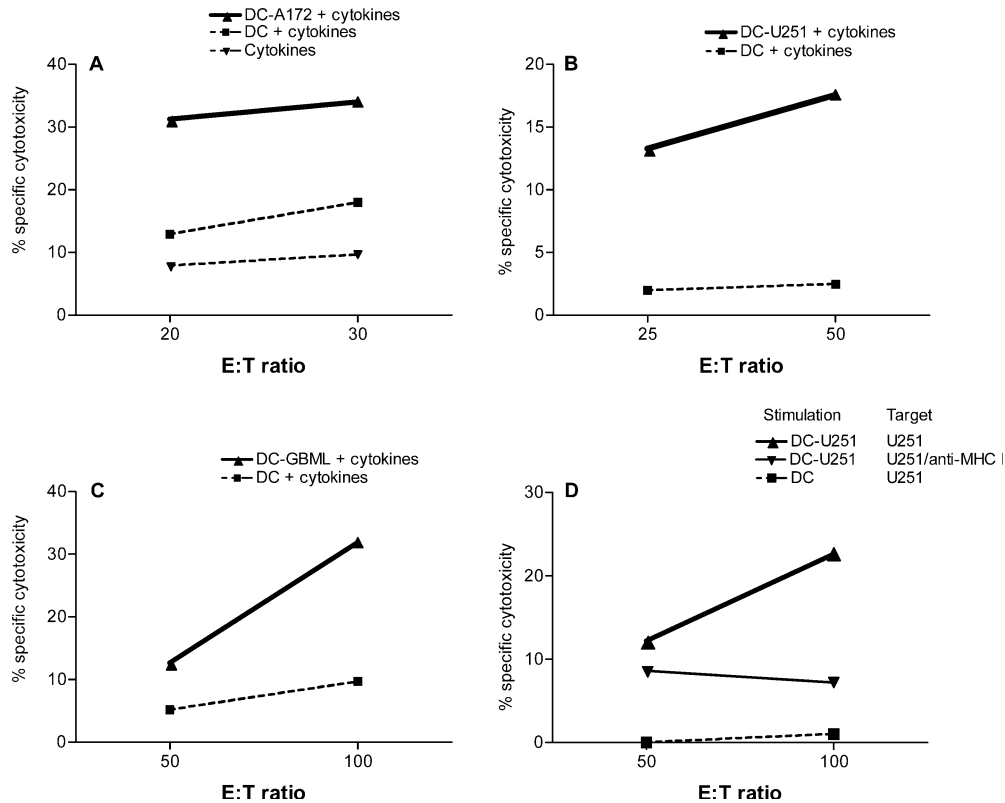 DC-A172 + cytokines
DC + cytokines
Cytokines
A
40
30
20
10
0
% specific cytotoxicity
20 30
E:T ratio
DC-U251 + cytokines
DC + cytokines
B
20
15
10
5
0
% specific cytotoxicity
25 50
E:T ratio
DC-GBML + cytokines
DC + cytokines
C
40
30
20
10
0
% specific cytotoxicity
50 100
E:T ratio
Stimulation Target
DC-U251 U251
DC-U251 U251/anti-MHC I
DC U251
D
30
20
10
0
% specific cytotoxicity
50 100
E:T ratio